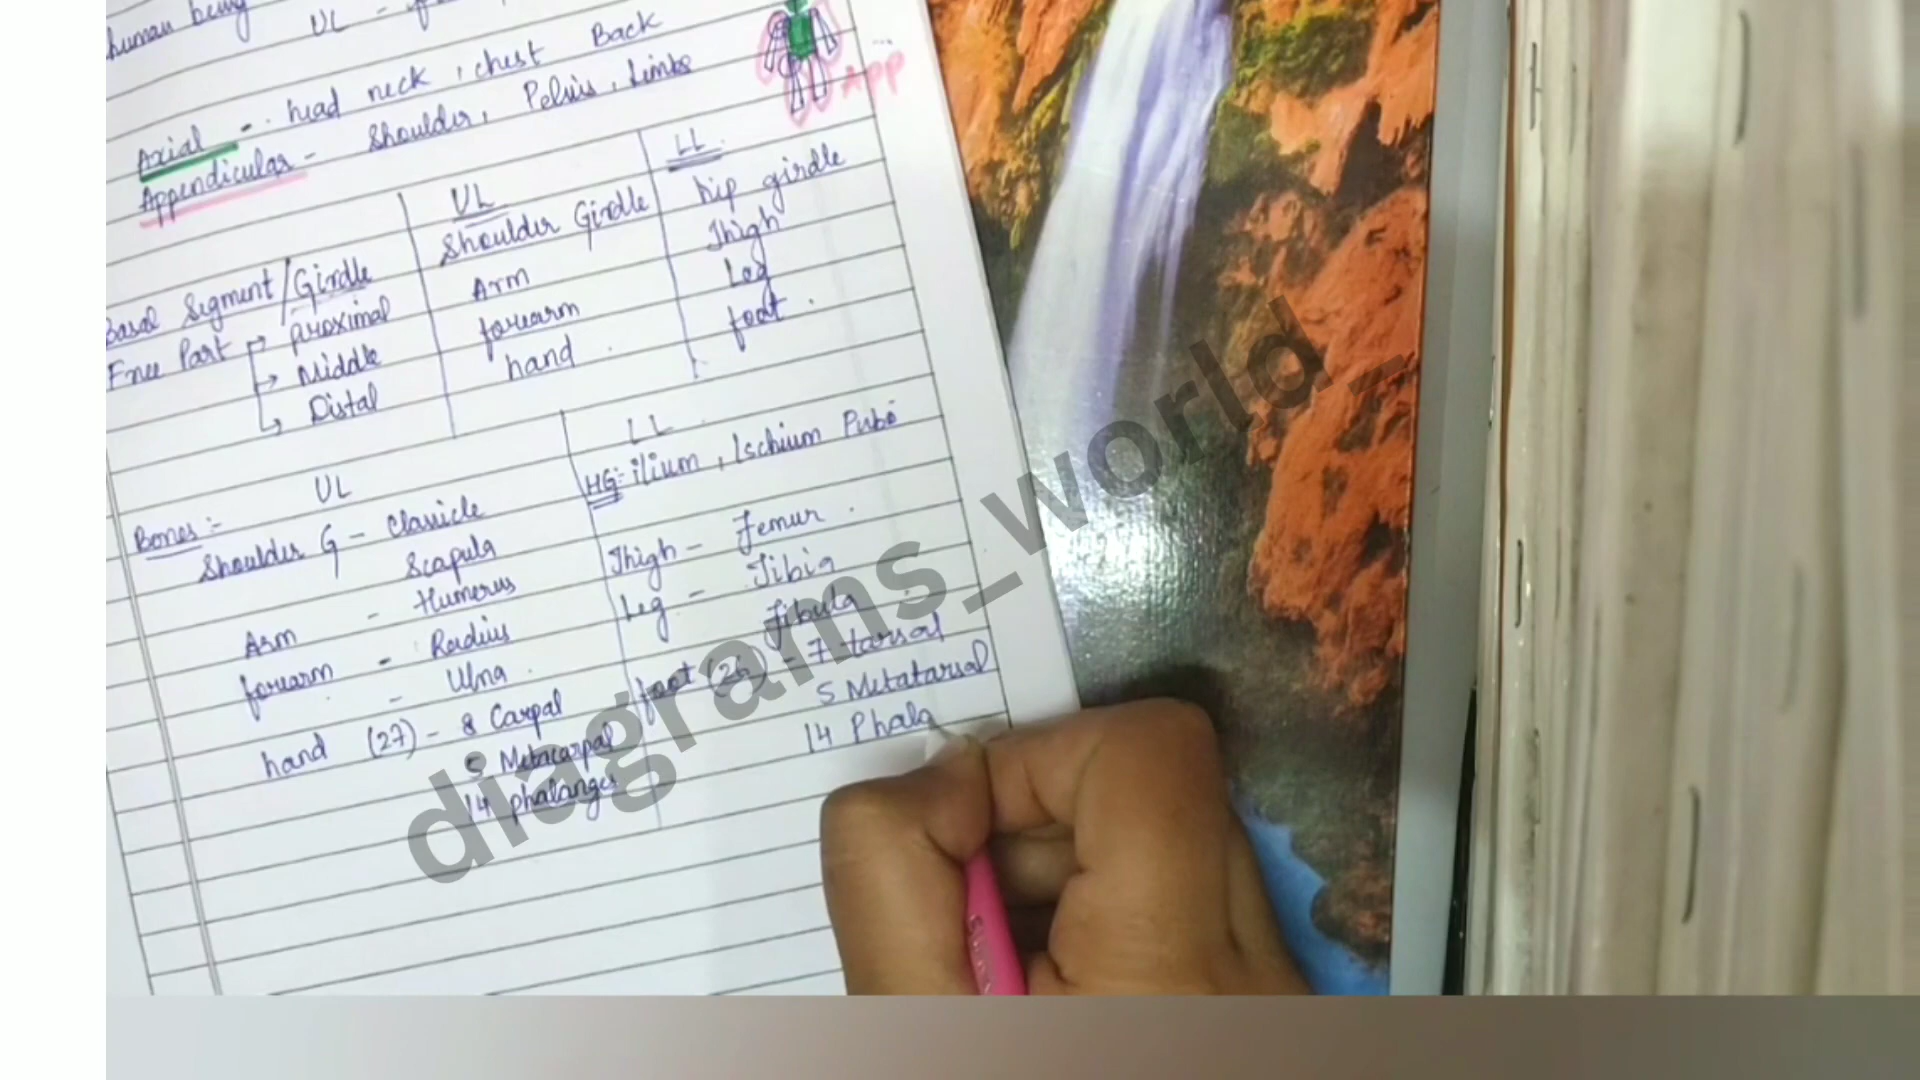 human being UL -
Axial - head neck, chest Back
Appendicular - Shoulder, Pelvis, Limbs
APP
UL LL
Basal Segment/Girdle Shoulder Girdle hip girdle
Free Part → proximal Arm Thigh
→ Middle forearm Leg
→ Distal hand. foot.
UL LL
Bones:- HG:- ilium, Ischium Pubi
Shoulder G - Clavicle
Scapula Thigh - Femur.
Arm - Humerus Leg - Tibia
forearm - Radius Fibula
- Ulna foot (26) - 7 tarsal
hand (27) - 8 Carpal 5 Metatarsal
5 Metacarpal 14 Phala
14 phalanges
diagrams_world_